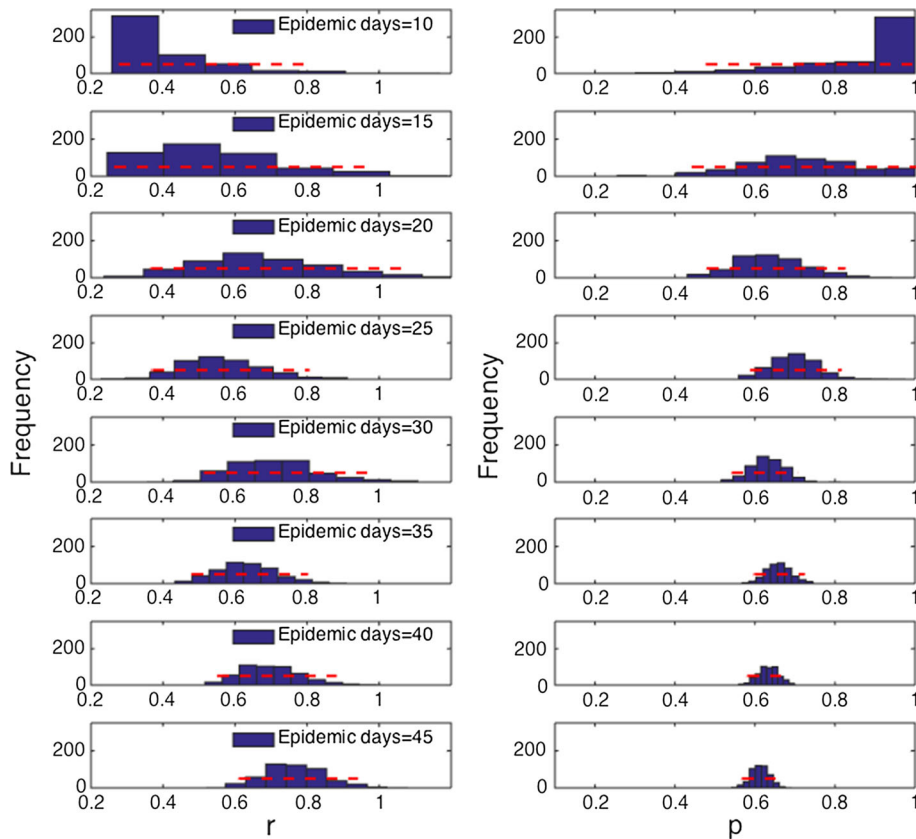 Epidemic days=10
200
0
0.2 0.4 0.6 0.8 1
200
0
0.2 0.4 0.6 0.8 1
Epidemic days=15
200
0
0.2 0.4 0.6 0.8 1
200
0
0.2 0.4 0.6 0.8 1
Epidemic days=20
200
0
0.2 0.4 0.6 0.8 1
200
0
0.2 0.4 0.6 0.8 1
Epidemic days=25
200
0
0.2 0.4 0.6 0.8 1
200
0
0.2 0.4 0.6 0.8 1
Epidemic days=30
200
0
0.2 0.4 0.6 0.8 1
200
0
0.2 0.4 0.6 0.8 1
Epidemic days=35
200
0
0.2 0.4 0.6 0.8 1
200
0
0.2 0.4 0.6 0.8 1
Epidemic days=40
200
0
0.2 0.4 0.6 0.8 1
200
0
0.2 0.4 0.6 0.8 1
Epidemic days=45
200
0
0.2 0.4 0.6 0.8 1
200
0
0.2 0.4 0.6 0.8 1
Frequency
Frequency
r
p